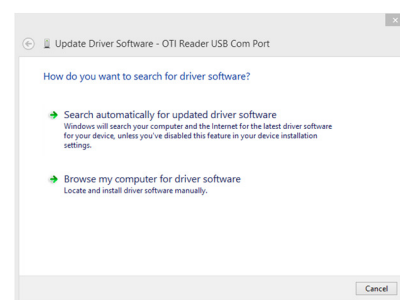 Update Driver Software - OTI Reader USB Com Port
How do you want to search for driver software?
Search automatically for updated driver software
Windows will search your computer and the Internet for the latest driver software
for your device, unless you've disabled this feature in your device installation
settings.
Browse my computer for driver software
Locate and install driver software manually.
Cancel